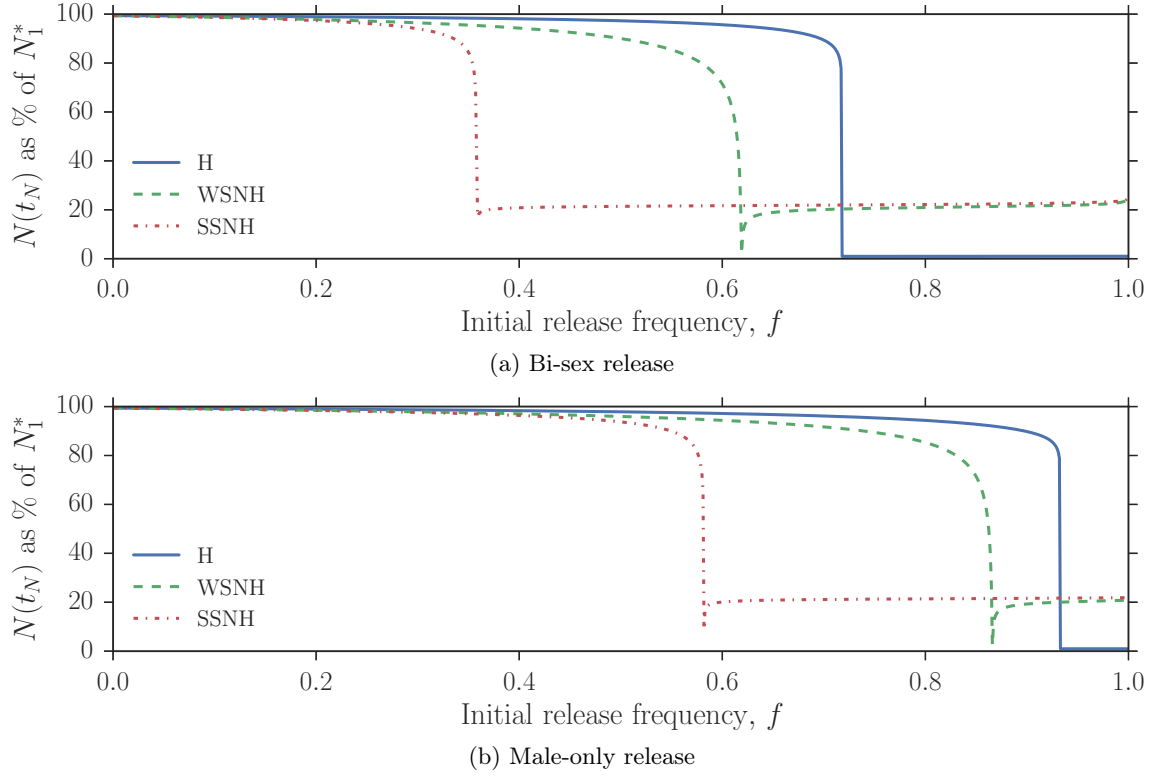 100
80
60
40
20
0
N(t_N) as % of N_1^*
H
WSNH
SSNH
0.0 0.2 0.4 0.6 0.8 1.0
Initial release frequency, f
(a) Bi-sex release
100
80
60
40
20
0
N(t_N) as % of N_1^*
H
WSNH
SSNH
0.0 0.2 0.4 0.6 0.8 1.0
Initial release frequency, f
(b) Male-only release